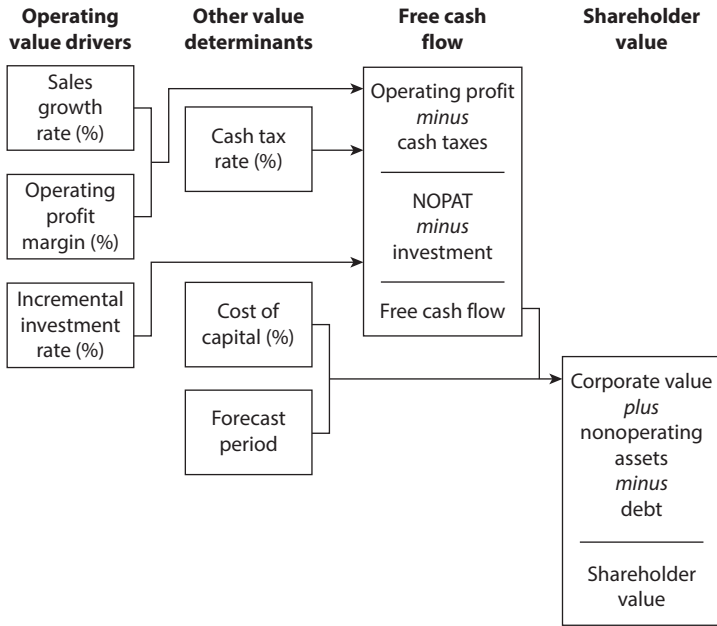 Operating
value drivers
Other value
determinants
Free cash
flow
Shareholder
value
Sales
growth
rate (%)
Operating
profit
margin (%)
Incremental
investment
rate (%)
Cash tax
rate (%)
Cost of
capital (%)
Forecast
period
Operating profit
minus
cash taxes
NOPAT
minus
investment
Free cash flow
Corporate value
plus
nonoperating
assets
minus
debt
Shareholder
value